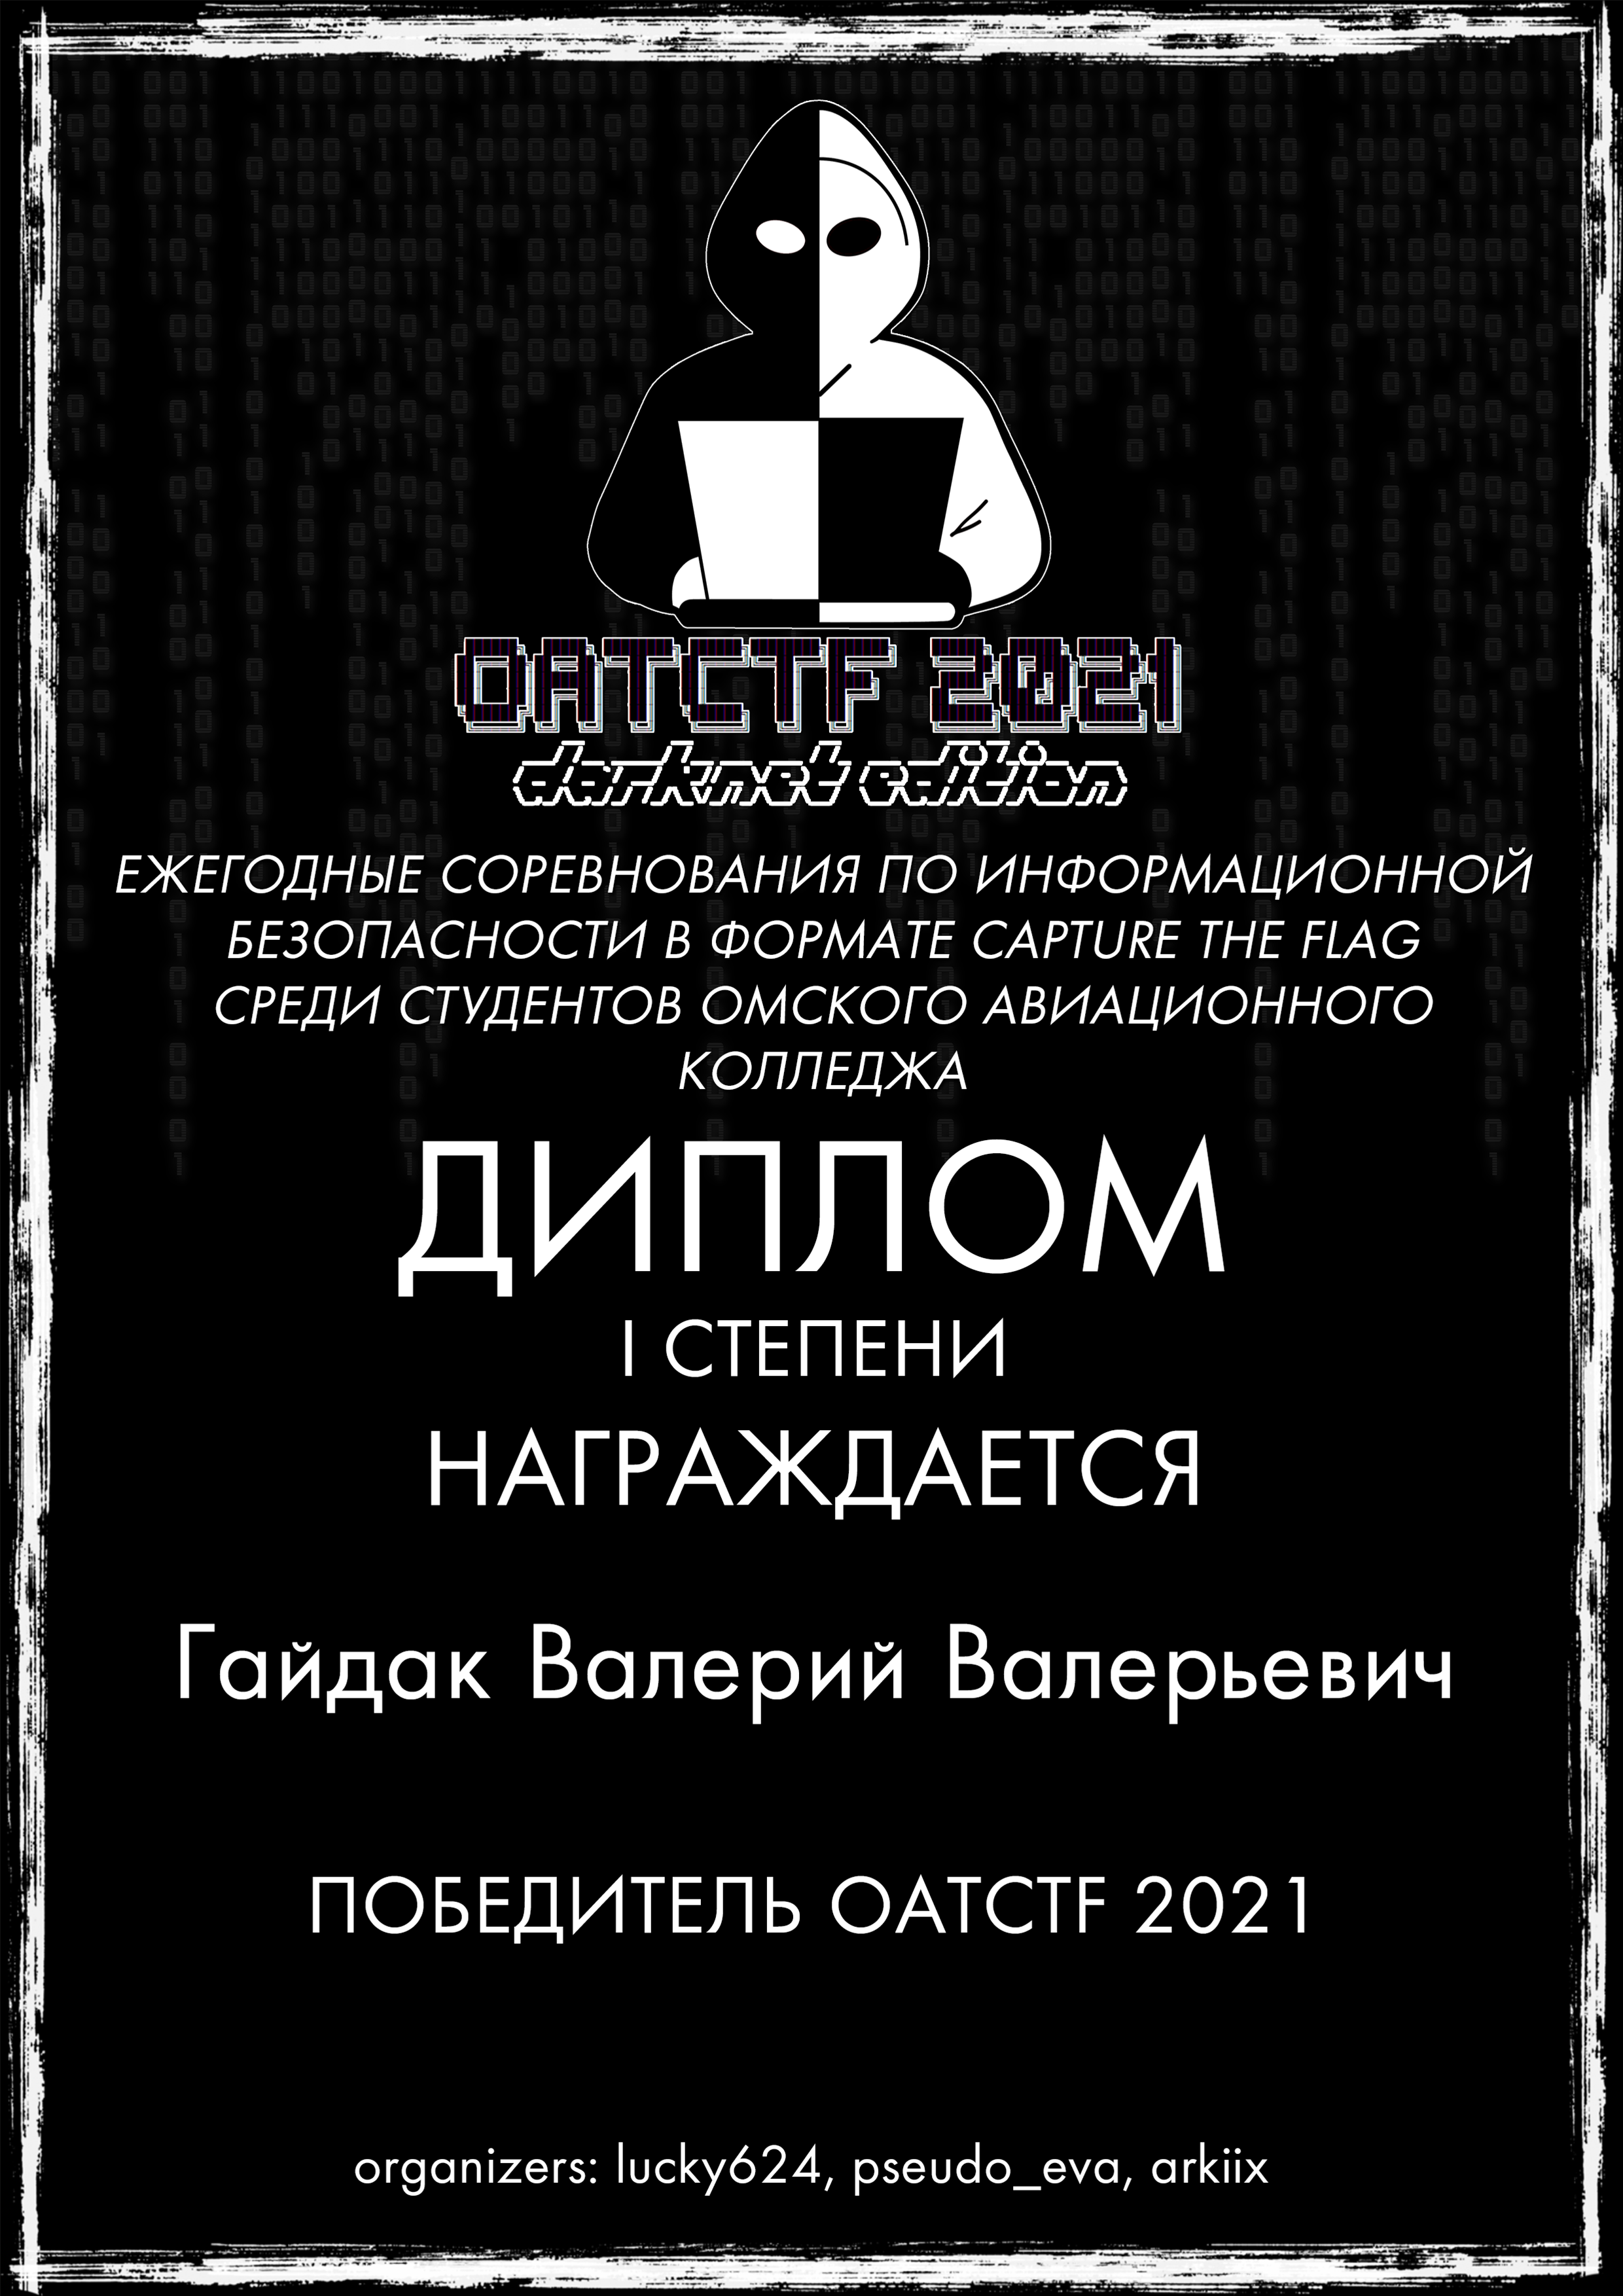 OATCTF 2021
darknet edition
ЕЖЕГОДНЫЕ СОРЕВНОВАНИЯ ПО ИНФОРМАЦИОННОЙ
БЕЗОПАСНОСТИ В ФОРМАТЕ CAPTURE THE FLAG
СРЕДИ СТУДЕНТОВ ОМСКОГО АВИАЦИОННОГО
КОЛЛЕДЖА
ДИПЛОМ
I СТЕПЕНИ
НАГРАЖДАЕТСЯ
Гайдак Валерий Валерьевич
ПОБЕДИТЕЛЬ OATCTF 2021
organizers: lucky624, pseudo_eva, arkiix